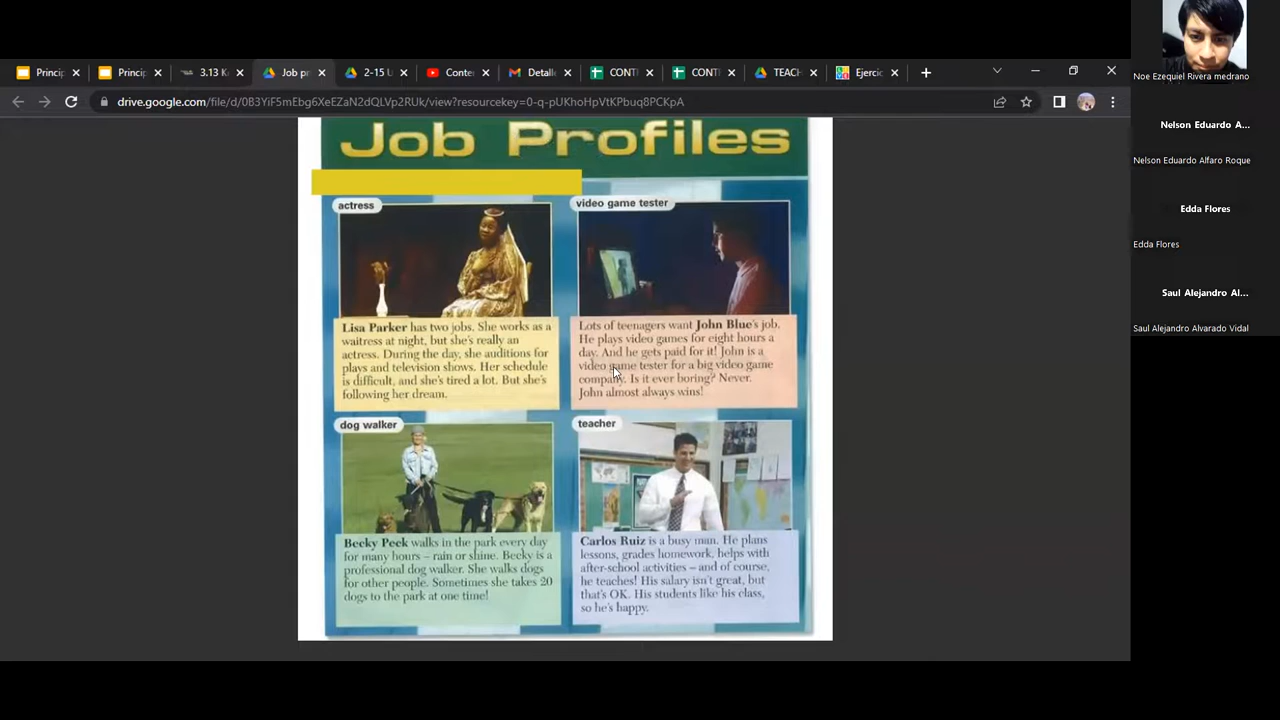 Princip
Princip
3.13 K
Job p
2-15 U
Conte
Detalle
CONTI
CONTI
TEACH
Ejercic
drive.google.com/file/d/0B3YiF5mEbg6XeEZaN2dQLVp2RUk/view?resourcekey=0-q-pUKhoHpVtKPbuq8PCKpA
Job Profiles
actress
Lisa Parker has two jobs. She works as a
waitress at night, but she's really an
actress. During the day, she auditions for
plays and television shows. Her schedule
is difficult, and she's tired a lot. But she's
following her dream.
video game tester
Lots of teenagers want John Blue's job.
He plays video games for eight hours a
day. And he gets paid for it! John is a
video game tester for a big video game
company. Is it ever boring? Never.
John almost always wins!
dog walker
Becky Peek walks in the park every day
for many hours – rain or shine. Becky is a
professional dog walker. She walks dogs
for other people. Sometimes she takes 20
dogs to the park at one time!
teacher
Carlos Ruiz is a busy man. He plans
lessons, grades homework, helps with
after-school activities – and of course,
he teaches! His salary isn't great, but
that's OK. His students like his class,
so he's happy.
Noe Ezequiel Rivera medrano
Nelson Eduardo A...
Nelson Eduardo Alfaro Roque
Edda Flores
Edda Flores
Saul Alejandro Al...
Saul Alejandro Alvarado Vidal